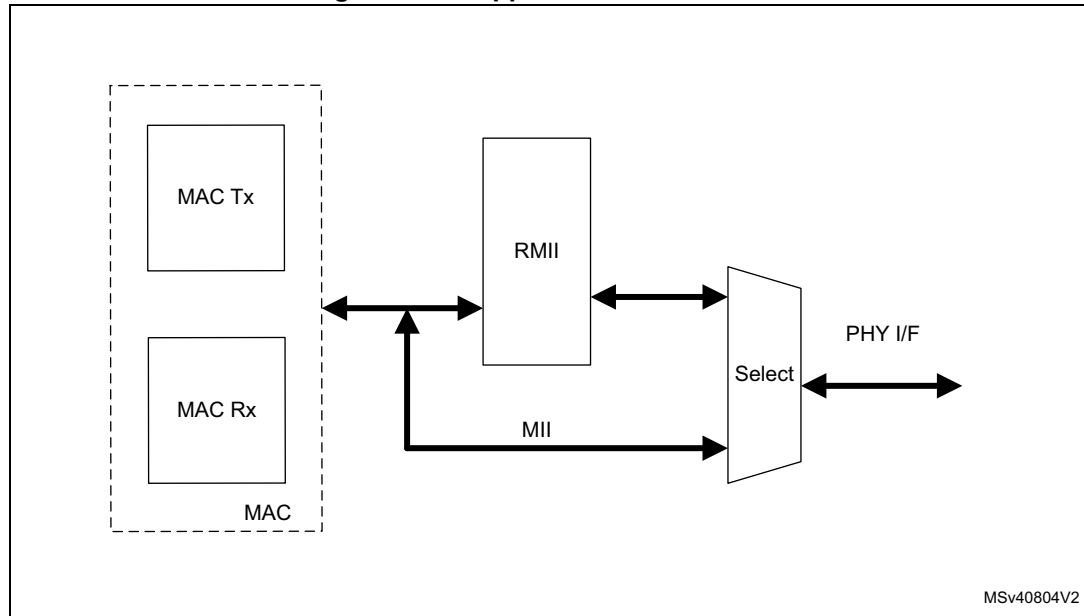 MAC Tx
RMII
PHY I/F
Select
MAC Rx
MII
MAC
MSv40804V2